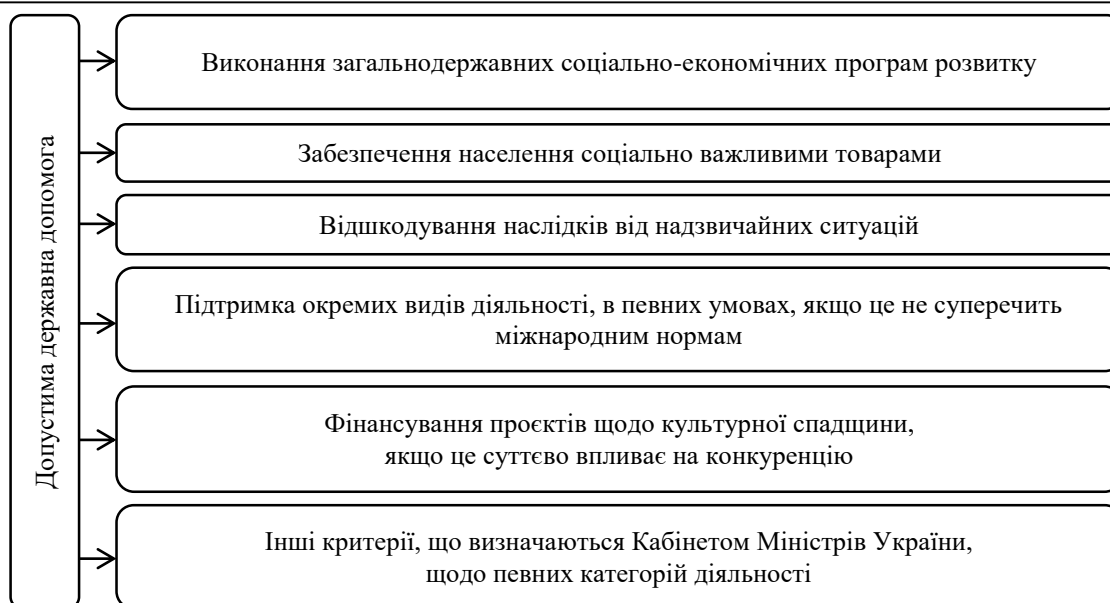 Допустима державна допомога
Виконання загальнодержавних соціально-економічних програм розвитку
Забезпечення населення соціально важливими товарами
Відшкодування наслідків від надзвичайних ситуацій
Підтримка окремих видів діяльності, в певних умовах, якщо це не суперечить
міжнародним нормам
Фінансування проєктів щодо культурної спадщини,
якщо це суттєво впливає на конкуренцію
Інші критерії, що визначаються Кабінетом Міністрів України,
щодо певних категорій діяльності